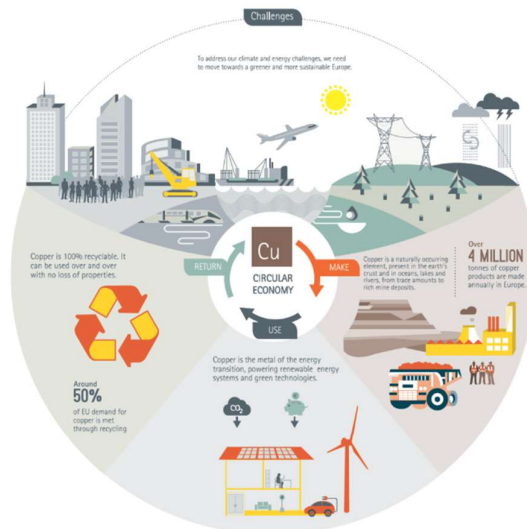 Challenges
To address our climate and energy challenges, we need
to move towards a greener and more sustainable Europe.
Copper is 100% recyclable. It
can be used over and over
with no loss of properties.
Around
50%
of EU demand for
copper is met
through recycling
RETURN
Cu
CIRCULAR
ECONOMY
MAKE
USE
Copper is a naturally occurring
element, present in the earth's
crust and in oceans, lakes and
rivers, from trace amounts to
rich mine deposits.
Over
4 MILLION
tonnes of copper
products are made
annually in Europe.
Copper is the metal of the energy
transition, powering renewable energy
systems and green technologies.
CO2